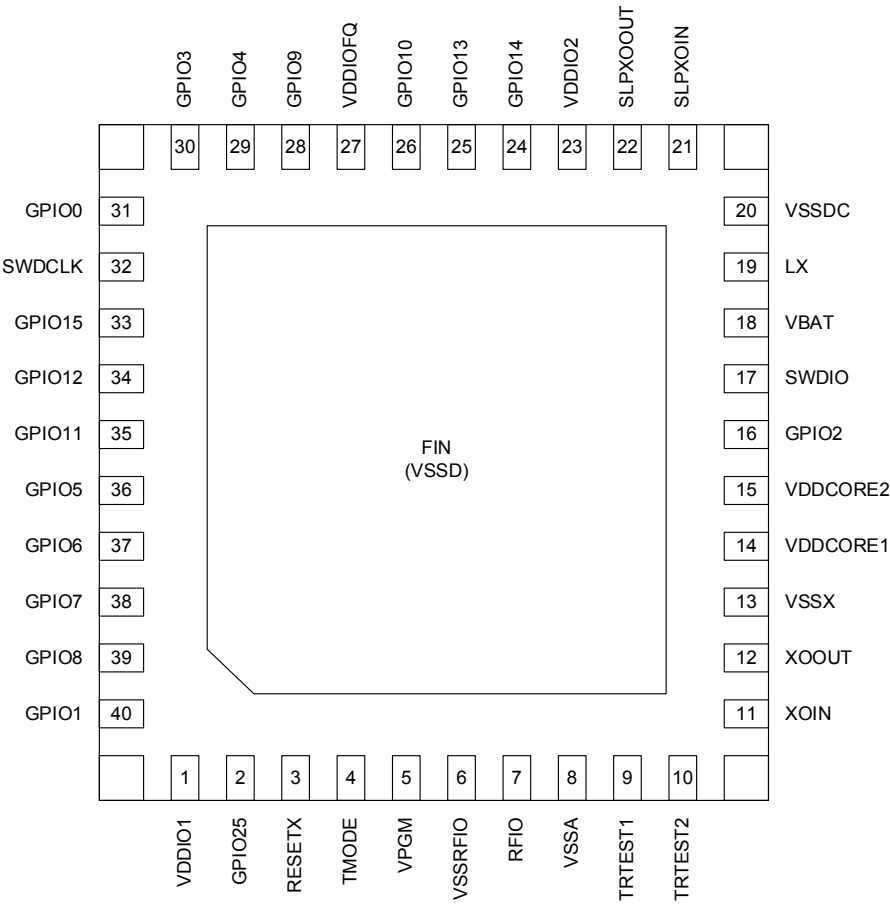 GPIO3
GPIO4
GPIO9
VDDIOFQ
GPIO10
GPIO13
GPIO14
VDDIO2
SLPXOOUT
SLPXOIN
30 29 28 27 26 25 24 23 22 21
GPIO0 31
20 VSSDC
SWDCLK 32
19 LX
GPIO15 33
18 VBAT
GPIO12 34
17 SWDIO
GPIO11 35
16 GPIO2
FIN
(VSSD)
GPIO5 36
15 VDDCORE2
GPIO6 37
14 VDDCORE1
GPIO7 38
13 VSSX
GPIO8 39
12 XOOUT
GPIO1 40
11 XOIN
1 2 3 4 5 6 7 8 9 10
VDDIO1
GPIO25
RESETX
TMODE
VPGM
VSSRFIO
RFIO
VSSA
TRTEST1
TRTEST2